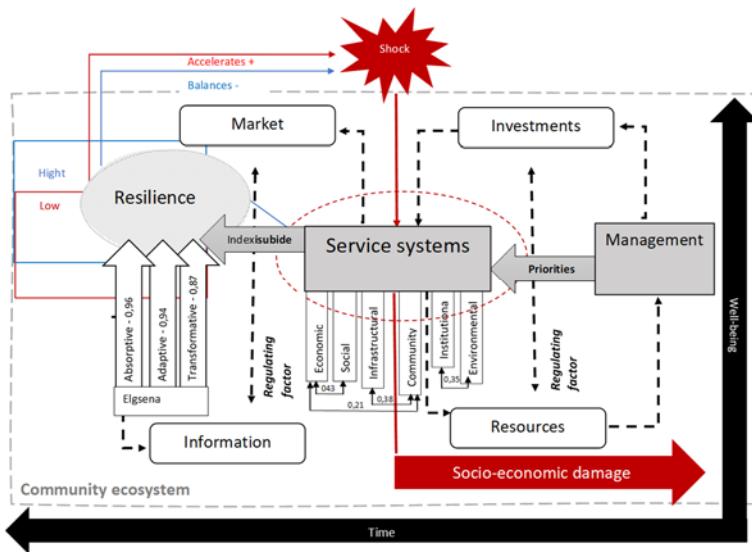 Shock
Accelerates +
Balances -
Market
Investments
Hight
Low
Resilience
Indexisubide
Service systems
Priorities
Management
Well-being
Absorptive - 0,96
Adaptive - 0,94
Transformative - 0,87
Regulating
factor
Economic
Social
Infrastructural
Community
Institutiona
Environmental
Regulating
factor
043
0,38
0,35
0,21
Elgsena
Information
Resources
Socio-economic damage
Community ecosystem
Time